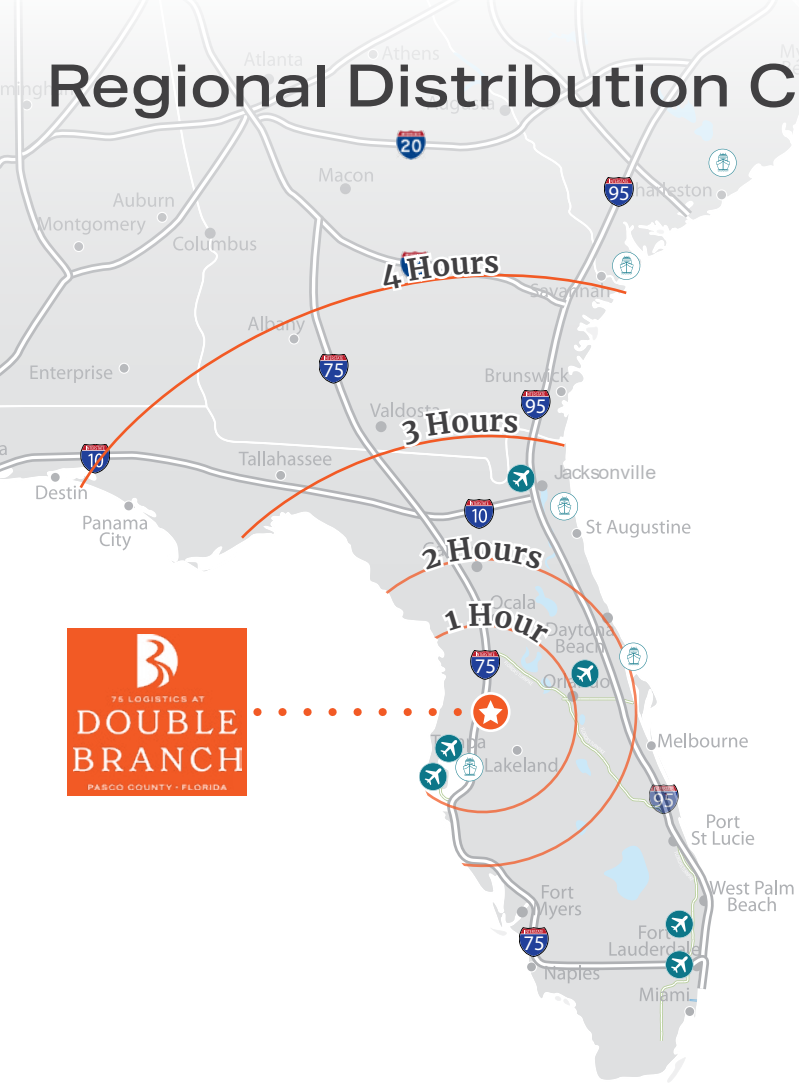 Regional Distribution C
Atlanta
Athens
20
Macon
95
Auburn
Montgomery
Columbus
4 Hours
Savannah
Albany
75
Enterprise
Brunswick
95
Valdosta
3 Hours
10
Tallahassee
Jacksonville
Destin
Panama
City
10
St Augustine
2 Hours
Ocala
1 Hour
Daytona
Beach
75
75 LOGISTICS AT
DOUBLE
BRANCH
PASCO COUNTY • FLORIDA
Melbourne
Lakeland
95
Port
St Lucie
West Palm
Beach
Fort
Myers
75
Fort
Lauderdale
Naples
Miami